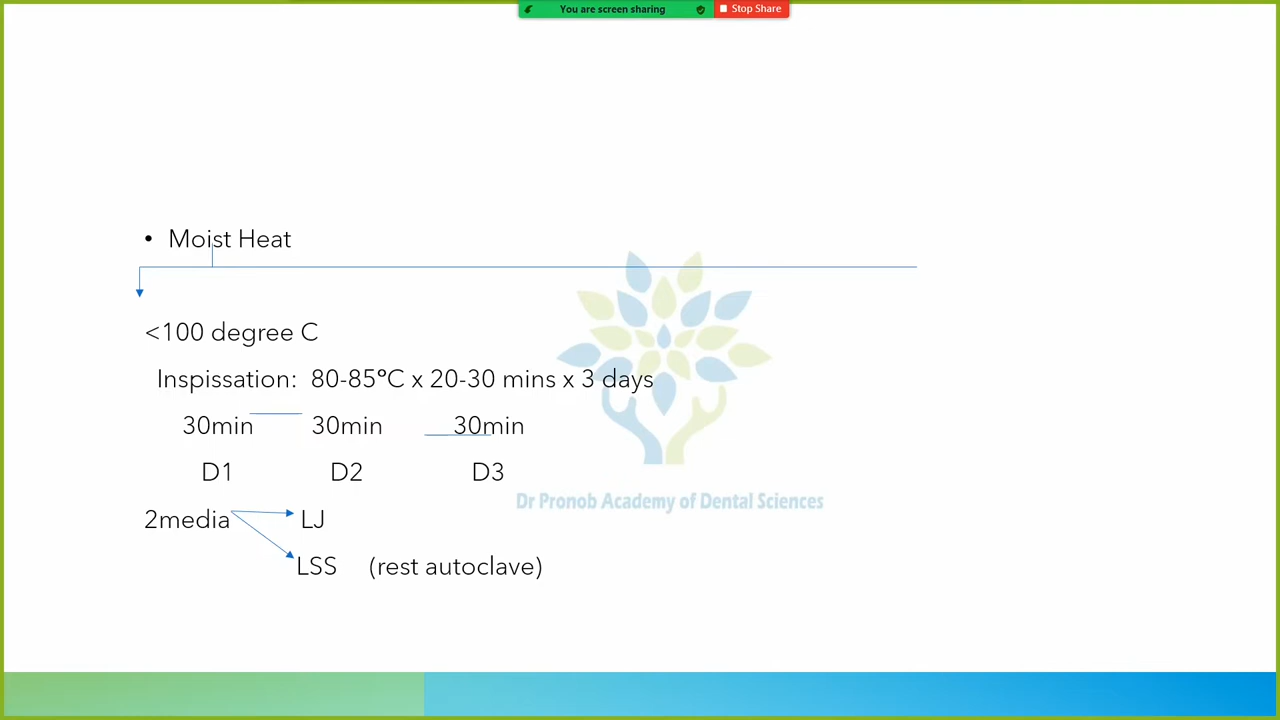 You are screen sharing Stop Share
• Moist Heat
<100 degree C
Inspissation: 80-85°C x 20-30 mins x 3 days
30min 30min 30min
D1 D2 D3
2media LJ
LSS (rest autoclave)
Dr Pronob Academy of Dental Sciences